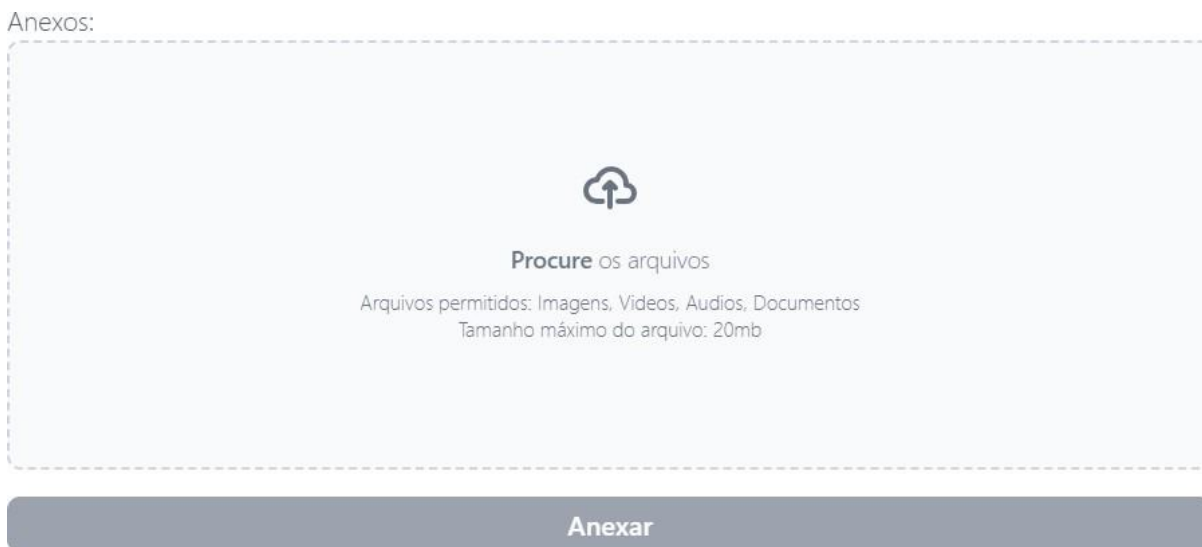 Anexos:
Procure os arquivos
Arquivos permitidos: Imagens, Videos, Audios, Documentos
Tamanho máximo do arquivo: 20mb
Anexar